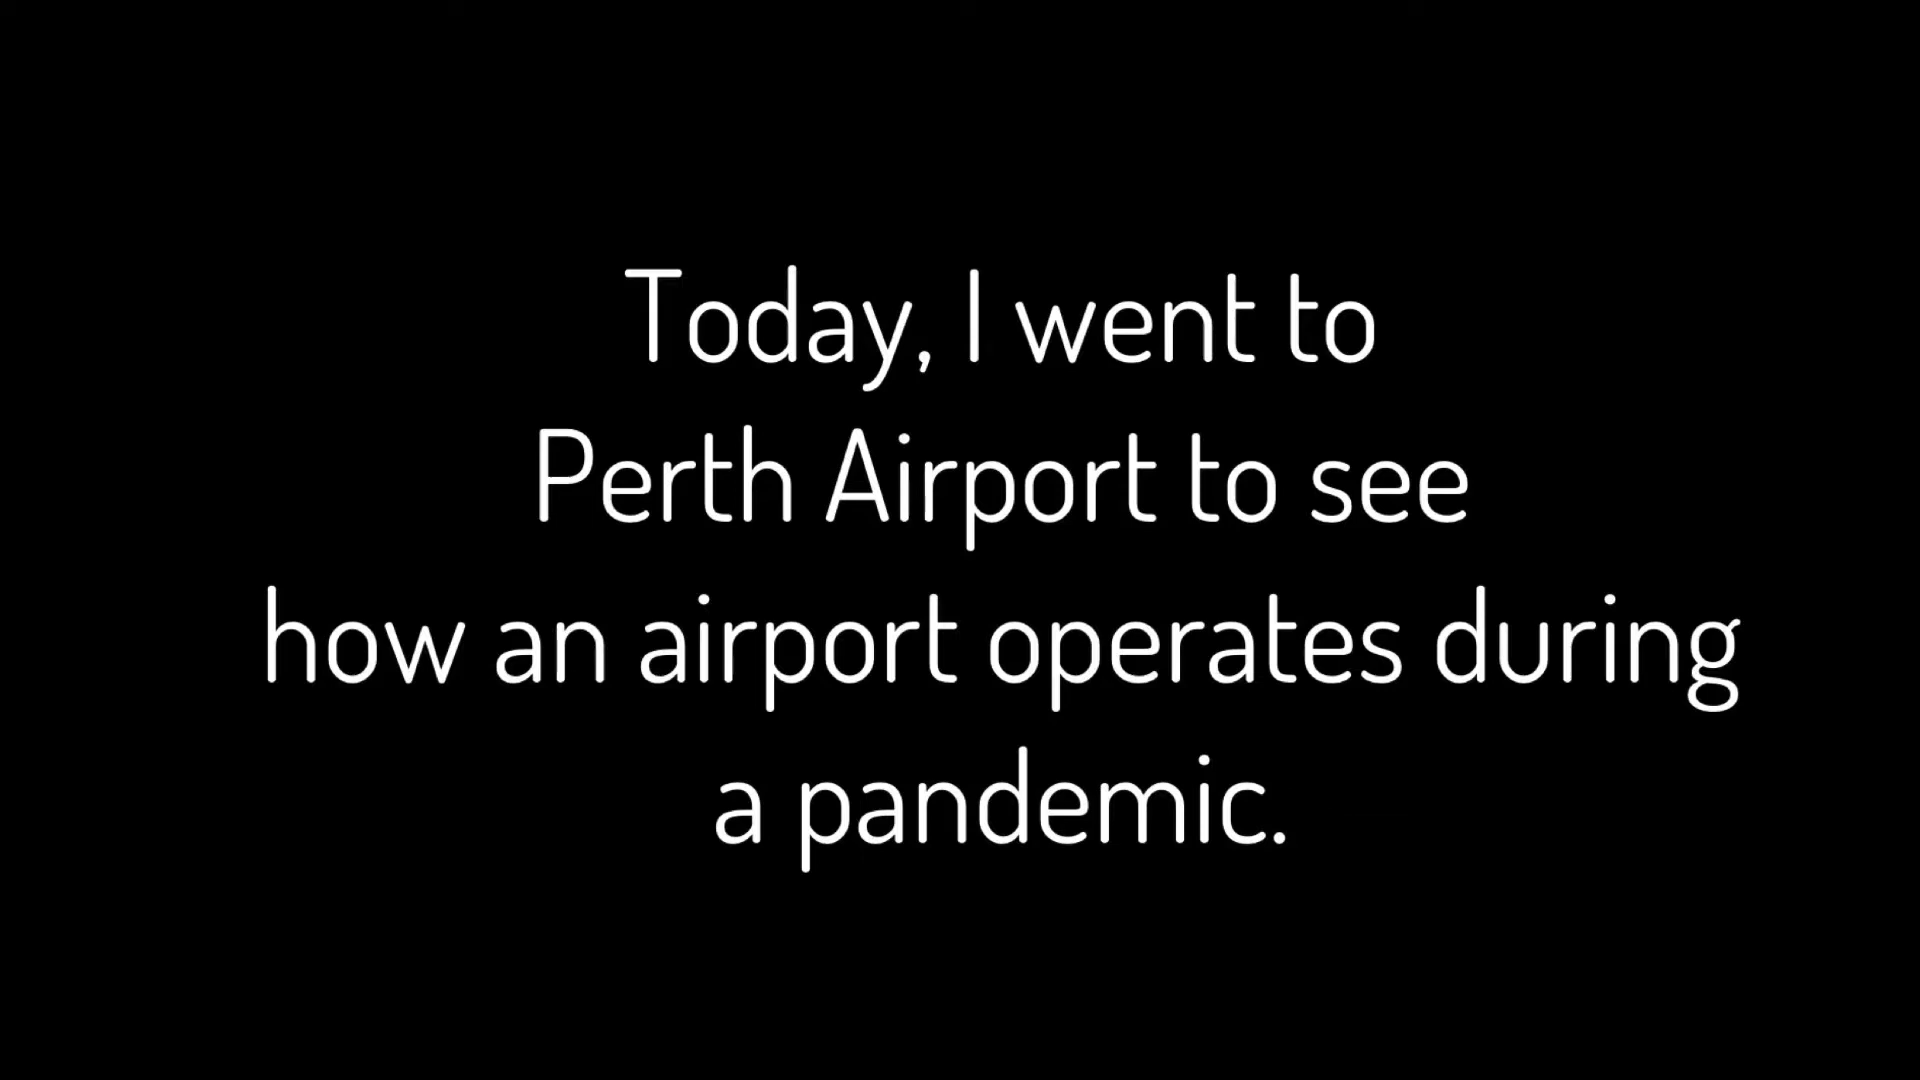 Today, I went to
Perth Airport to see
how an airport operates during
a pandemic.